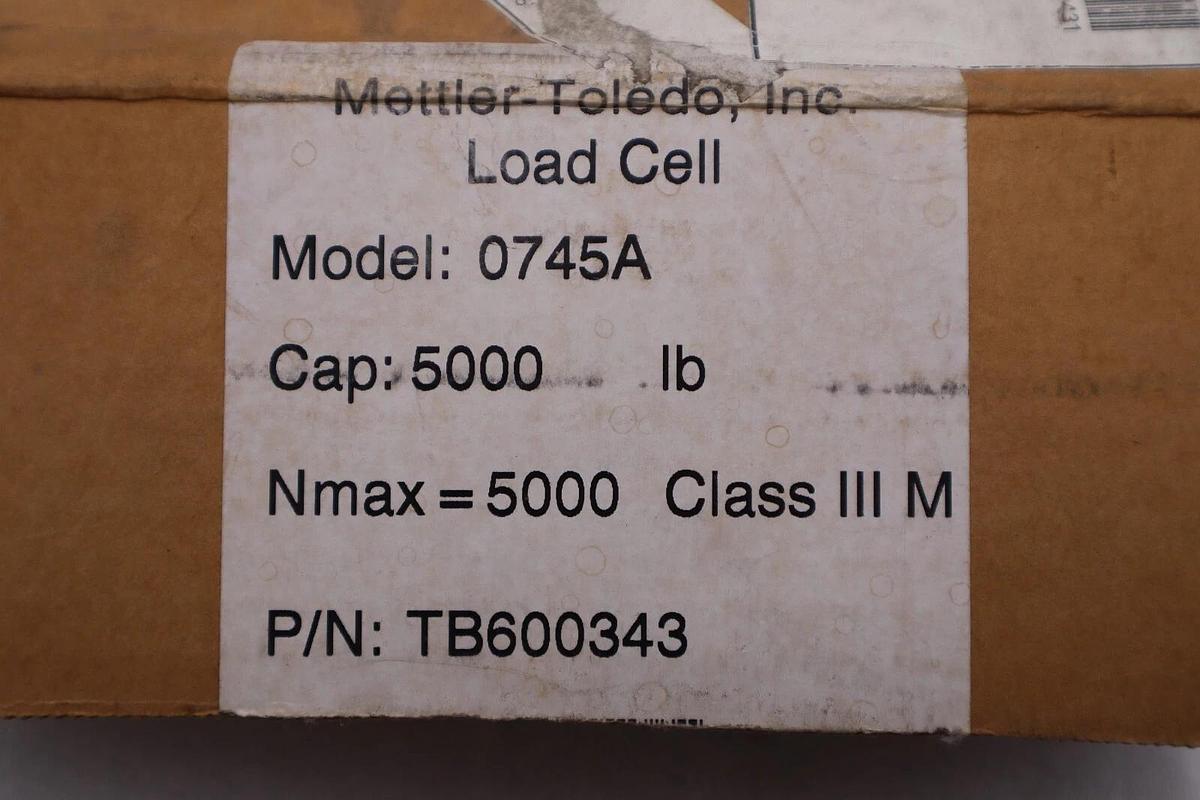 Mettler-Toledo, Inc.
Load Cell
Model: 0745A
Cap: 5000 lb
Nmax = 5000 Class III M
P/N: TB600343